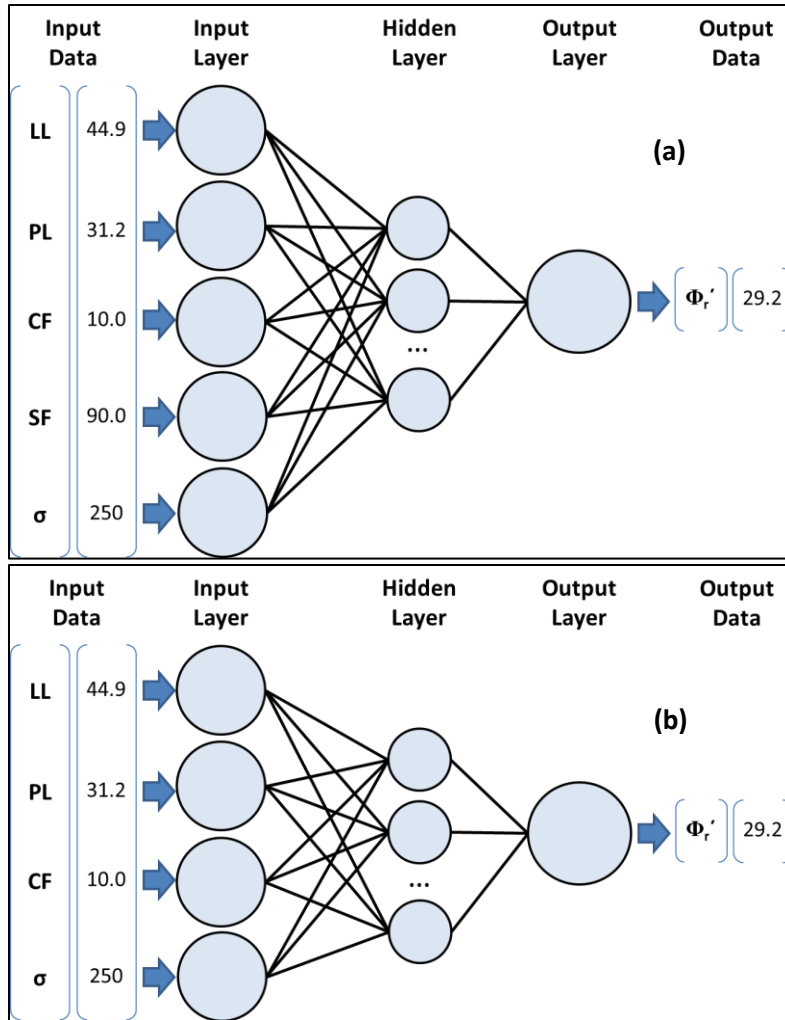 Input Data Input Layer Hidden Layer Output Layer Output Data
(a)
LL 44.9
PL 31.2
CF 10.0
SF 90.0
σ 250
...
Φr′ 29.2
Input Data Input Layer Hidden Layer Output Layer Output Data
(b)
LL 44.9
PL 31.2
CF 10.0
σ 250
...
Φr′ 29.2